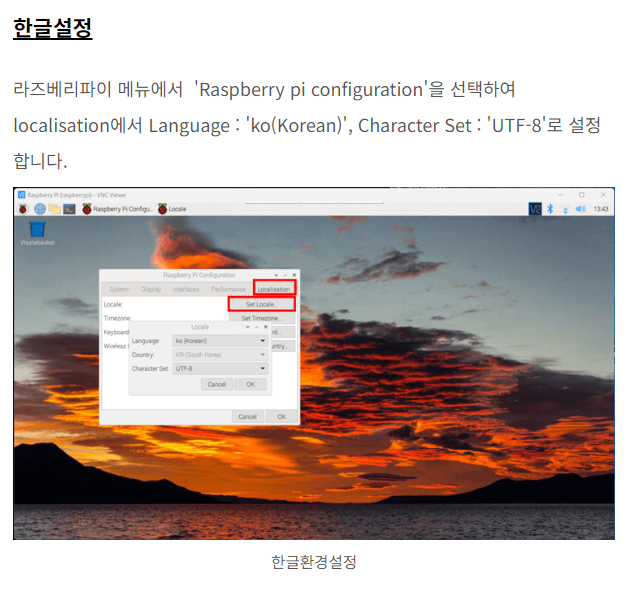 한글설정
라즈베리파이 메뉴에서 'Raspberry pi configuration'을 선택하여
localisation에서 Language : 'ko(Korean)', Character Set : 'UTF-8'로 설정
합니다.
Raspberry Pi (raspberrypi) - VNC Viewer
Raspberry Pi Configu.. Locale 13:43
Wastebasket
Raspberry Pi Configuration
System Display Interfaces Performance Localisation
Locale: Set Locale...
Timezone: Set Timezone...
Keyboard
Wireless
Locale
Language: ko (Korean)
Country: KR (South Korea)
Character Set: UTF-8
Cancel OK
Cancel OK
한글환경설정